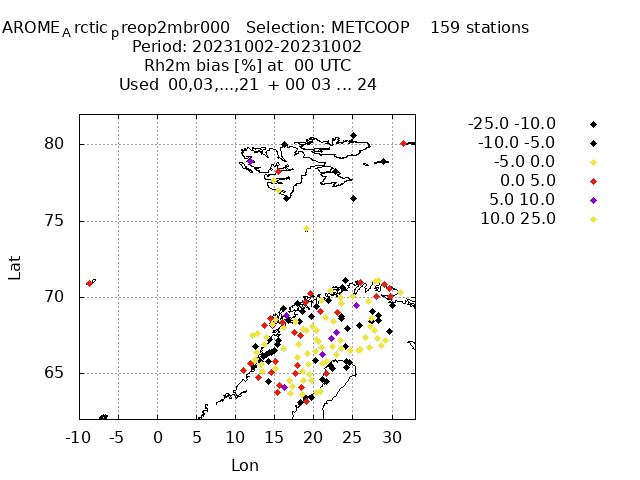 AROME_Arctic_preop2mbr000 Selection: METCOOP 159 stations
Period: 20231002-20231002
Rh2m bias [%] at 00 UTC
Used 00,03,...,21 + 00 03 ... 24
-25.0 -10.0
-10.0 -5.0
-5.0 0.0
0.0 5.0
5.0 10.0
10.0 25.0
80
75
70
65
Lat
-10 -5 0 5 10 15 20 25 30
Lon